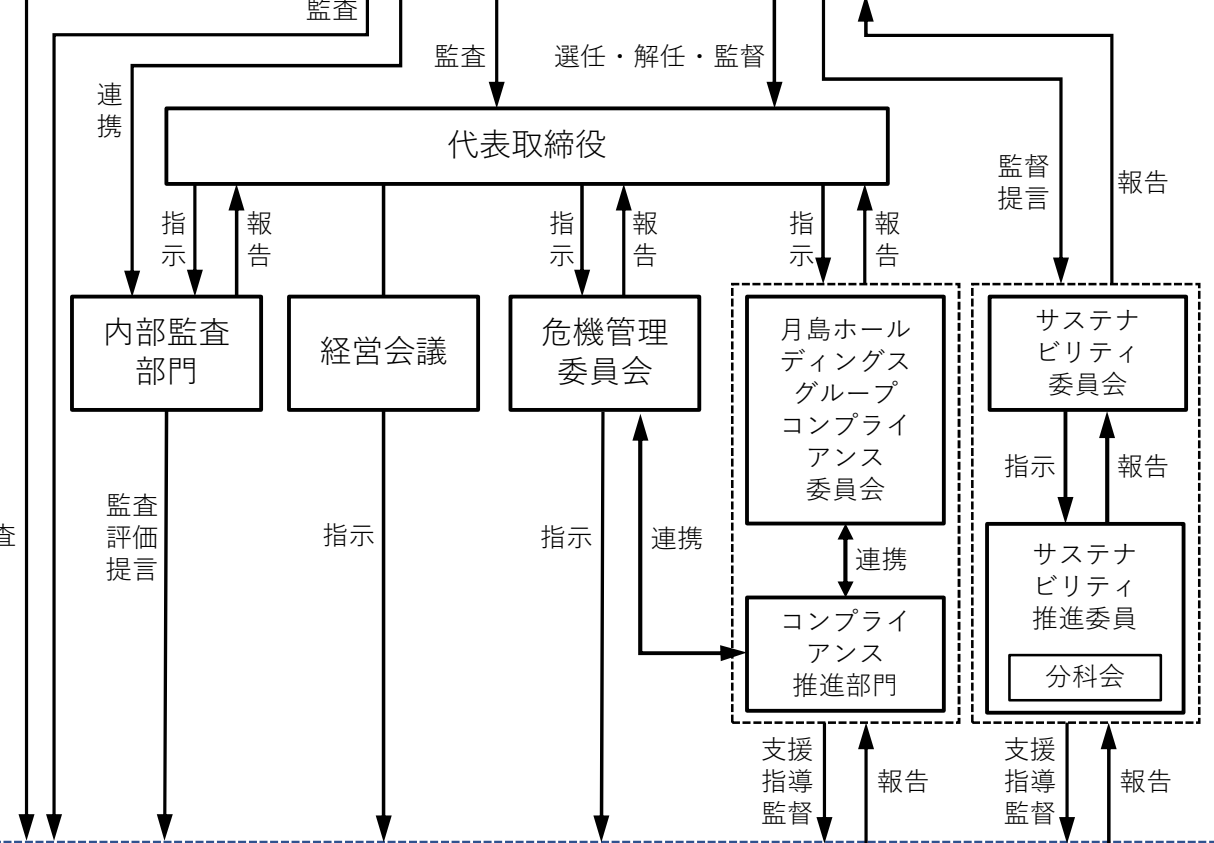 監査
監査
選任・解任・監督
連
携
代表取締役
監督
提言
報告
指
示
報
告
指
示
報
告
指
示
報
告
内部監査
部門
経営会議
危機管理
委員会
月島ホール
ディングス
グループ
コンプライ
アンス
委員会
サステナ
ビリティ
委員会
指示
報告
査
監査
評価
提言
指示
指示
連携
連携
サステナ
ビリティ
推進委員
分科会
コンプライ
アンス
推進部門
支援
指導
監督
報告
支援
指導
監督
報告